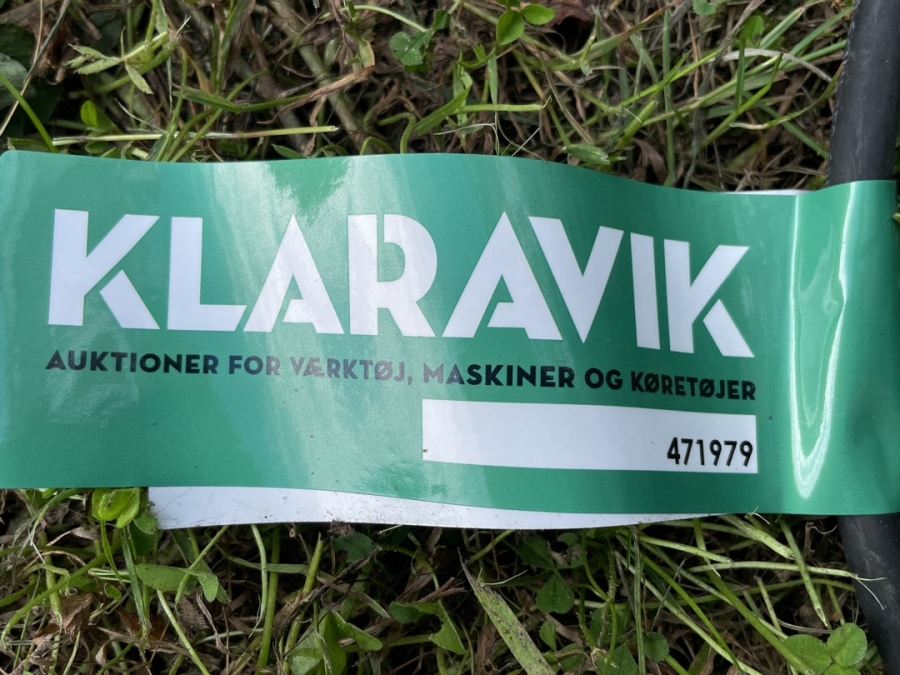 KLARAVIK
AUKTIONER FOR VÆRKTØJ, MASKINER OG KØRETØJER
471979